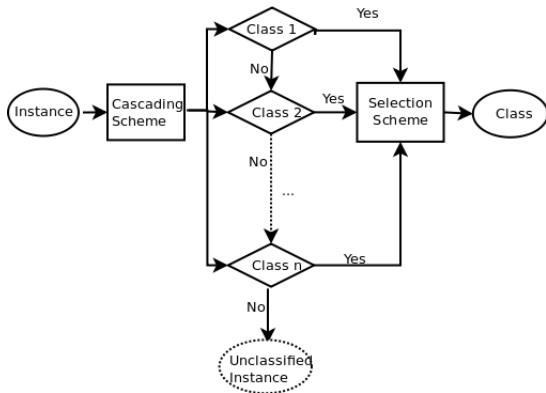 Class 1
Yes
No
Instance
Cascading
Scheme
Class 2
Yes
Selection
Scheme
Class
No
...
Class n
Yes
No
Unclassified
Instance